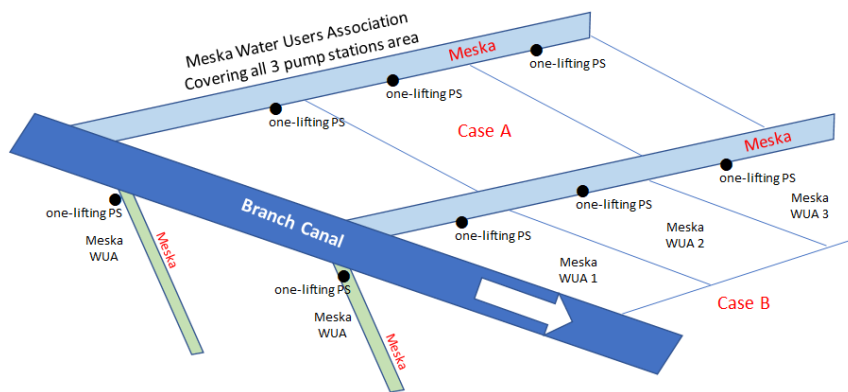 Meska Water Users Association
Covering all 3 pump stations area
Meska
one-lifting PS
one-lifting PS
one-lifting PS
Case A
Meska
one-lifting PS
one-lifting PS
one-lifting PS
Meska
WUA 3
Meska
WUA 2
Meska
WUA 1
Branch Canal
one-lifting PS
Meska
WUA
Meska
one-lifting PS
Meska
WUA
Meska
Case B